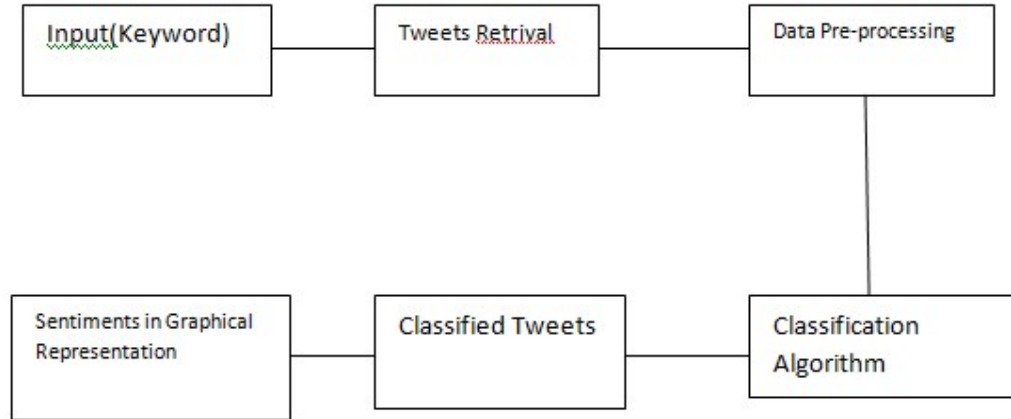 Input(Keyword)
Tweets Retrival
Data Pre-processing
Sentiments in Graphical
Representation
Classified Tweets
Classification
Algorithm